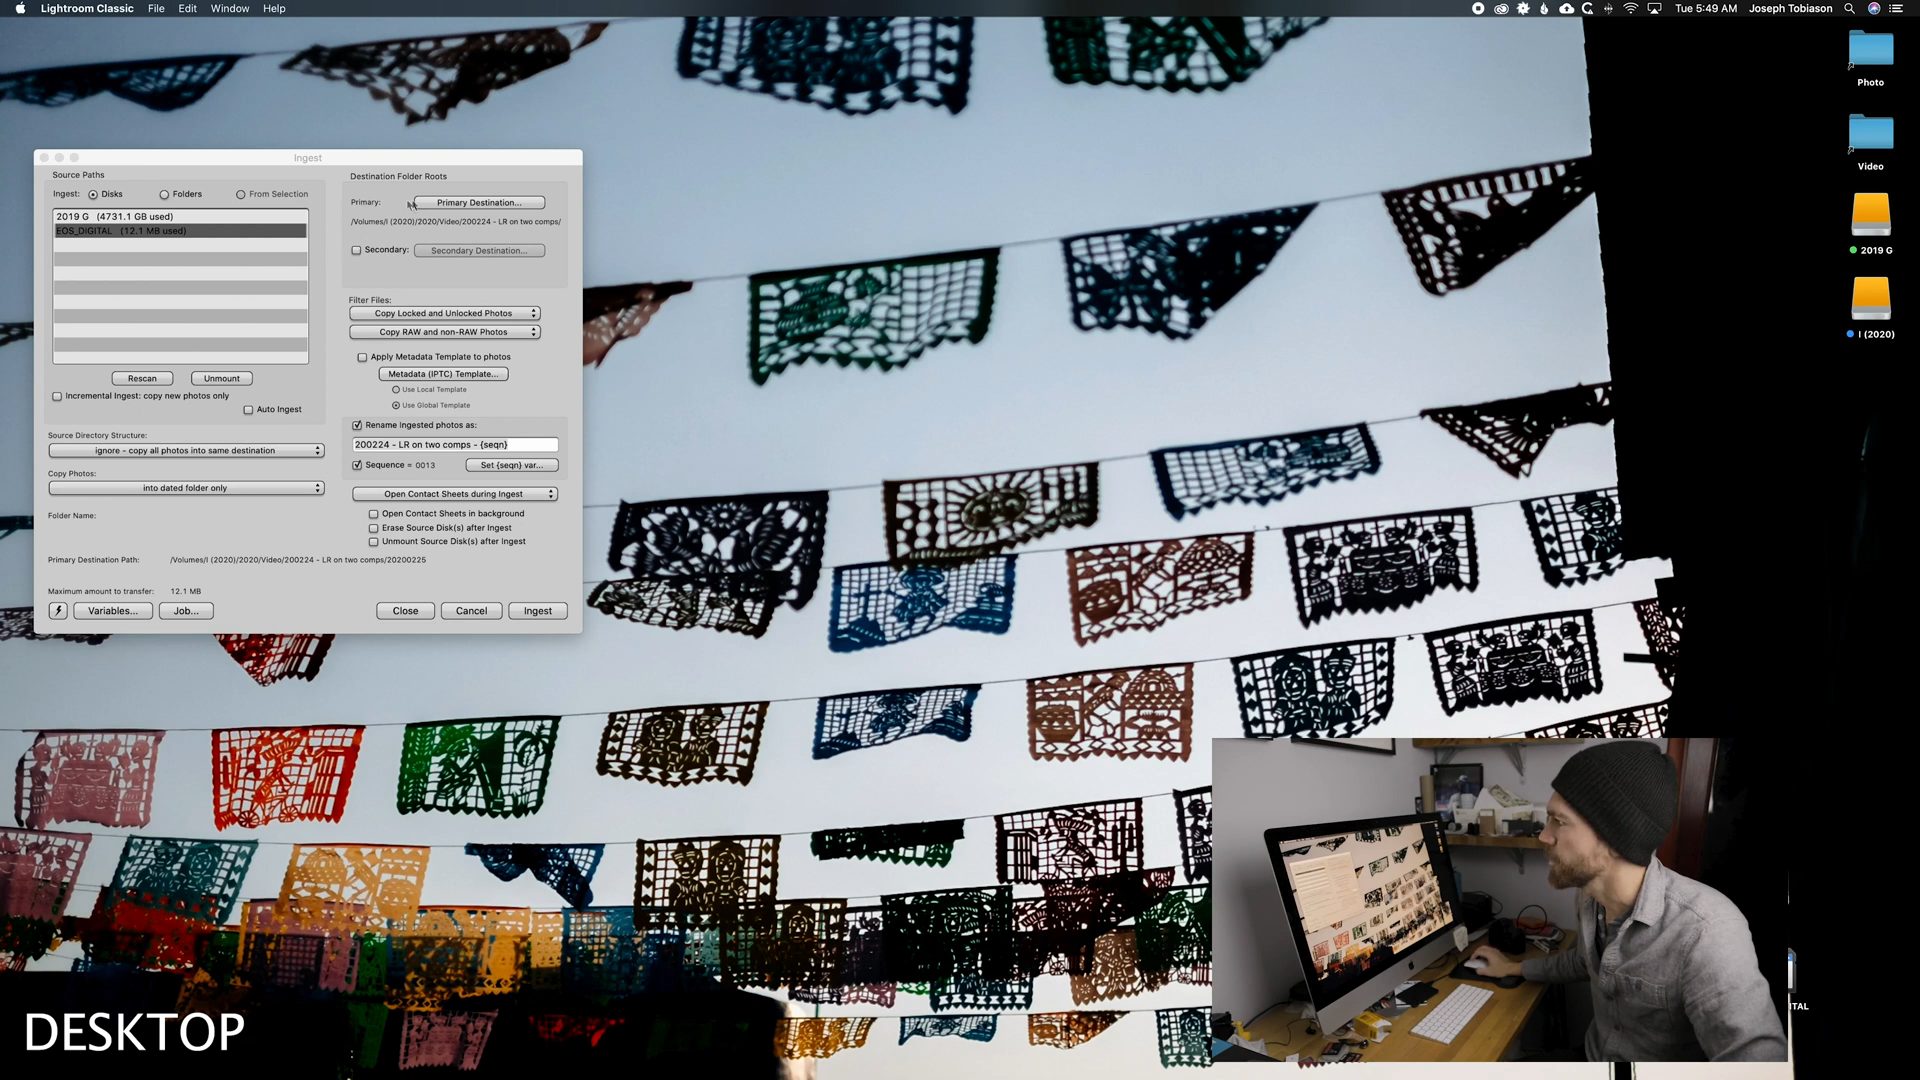 Lightroom Classic File Edit Window Help
Tue 5:49 AM Joseph Tobiason
Photo
Video
2019 G
I (2020)
Ingest
Source Paths
Ingest: Disks Folders From Selection
2019 G (4731.1 GB used)
EOS_DIGITAL (12.1 MB used)
Rescan Unmount
Incremental Ingest: copy new photos only
Auto Ingest
Source Directory Structure:
ignore - copy all photos into same destination
Copy Photos:
into dated folder only
Folder Name:
Destination Folder Roots
Primary: Primary Destination...
/Volumes/I (2020)/2020/Video/200224 - LR on two comps/
Secondary: Secondary Destination...
Filter Files:
Copy Locked and Unlocked Photos
Copy RAW and non-RAW Photos
Apply Metadata Template to photos
Metadata (IPTC) Template...
Use Local Template
Use Global Template
Rename Ingested photos as:
200224 - LR on two comps - {seqn}
Sequence = 0013 Set {seqn} var...
Open Contact Sheets during Ingest
Open Contact Sheets in background
Erase Source Disk(s) after Ingest
Unmount Source Disk(s) after Ingest
Primary Destination Path: /Volumes/I (2020)/2020/Video/200224 - LR on two comps/20200225
Maximum amount to transfer: 12.1 MB
Variables... Job... Close Cancel Ingest
ITAL
DESKTOP